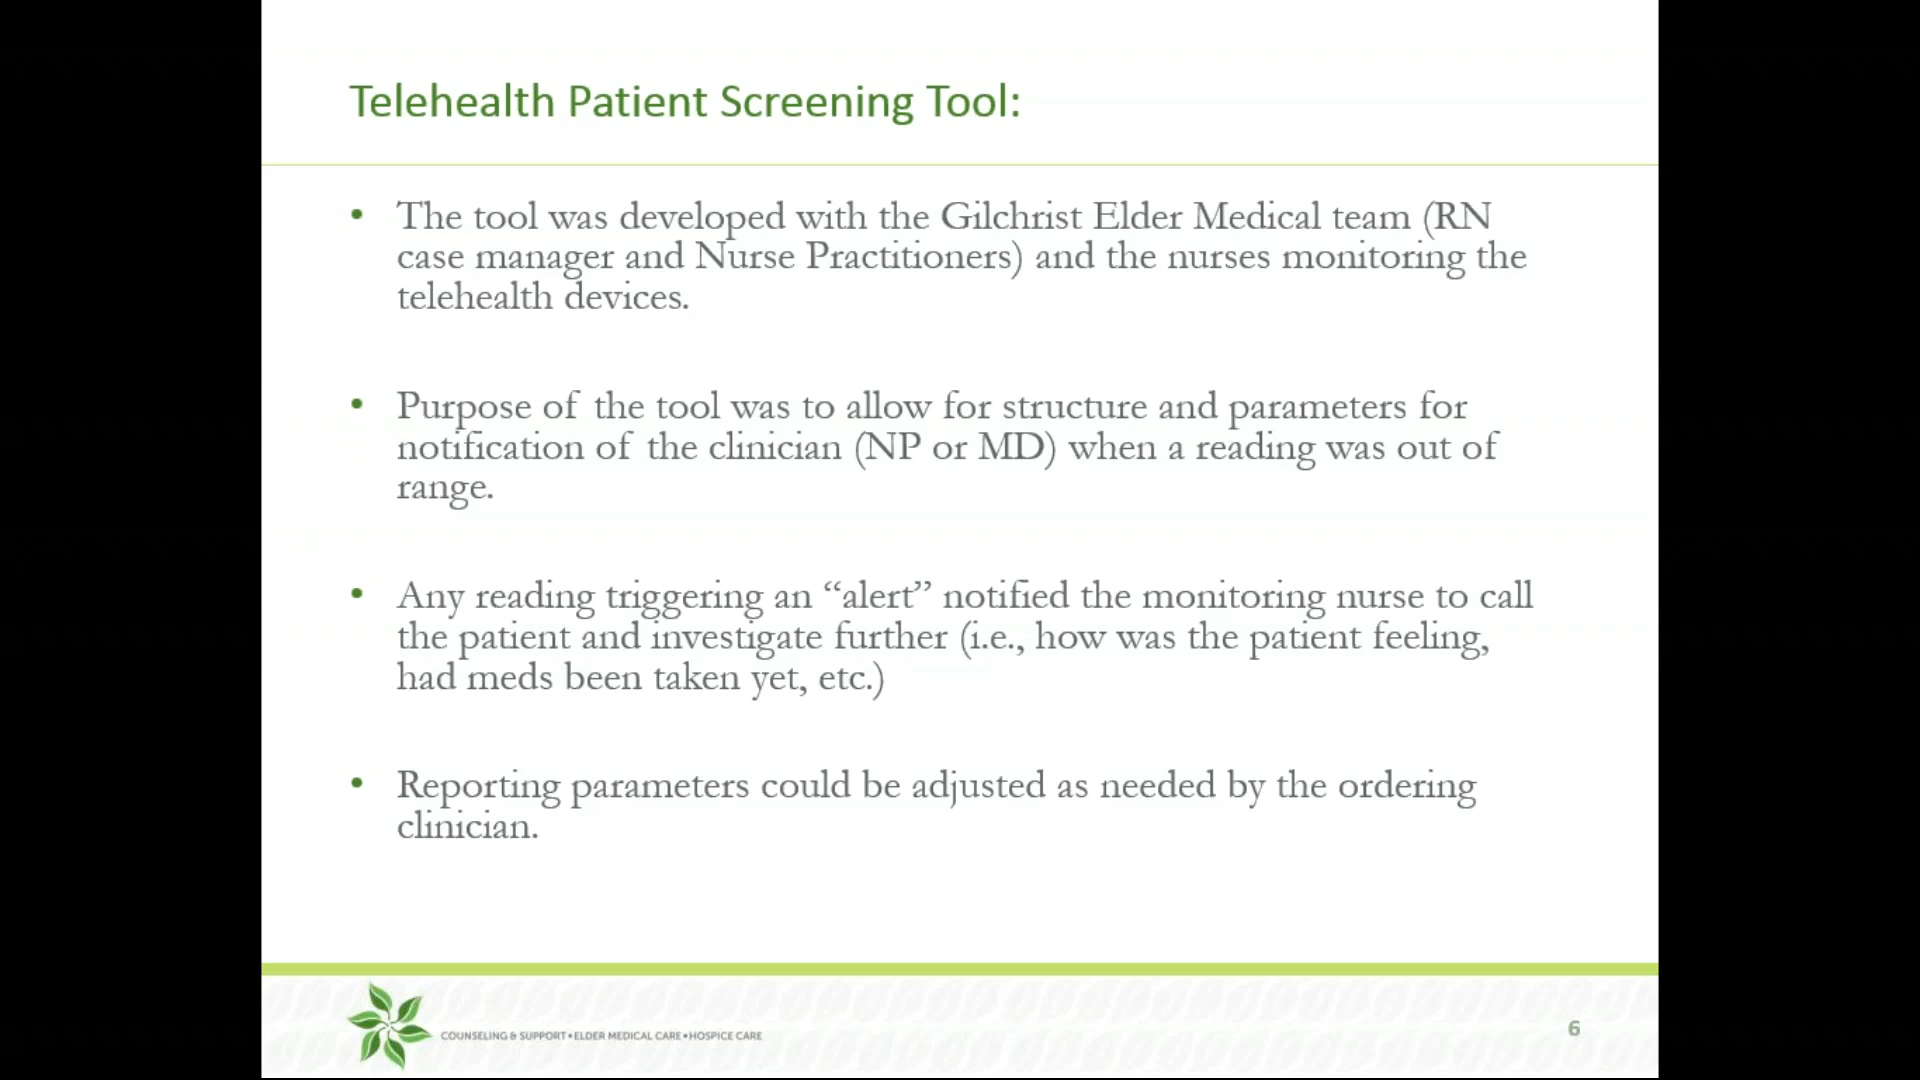 Telehealth Patient Screening Tool:
• The tool was developed with the Gilchrist Elder Medical team (RN
case manager and Nurse Practitioners) and the nurses monitoring the
telehealth devices.
• Purpose of the tool was to allow for structure and parameters for
notification of the clinician (NP or MD) when a reading was out of
range.
• Any reading triggering an “alert” notified the monitoring nurse to call
the patient and investigate further (i.e., how was the patient feeling,
had meds been taken yet, etc.)
• Reporting parameters could be adjusted as needed by the ordering
clinician.
COUNSELING & SUPPORT • ELDER MEDICAL CARE • HOSPICE CARE
6